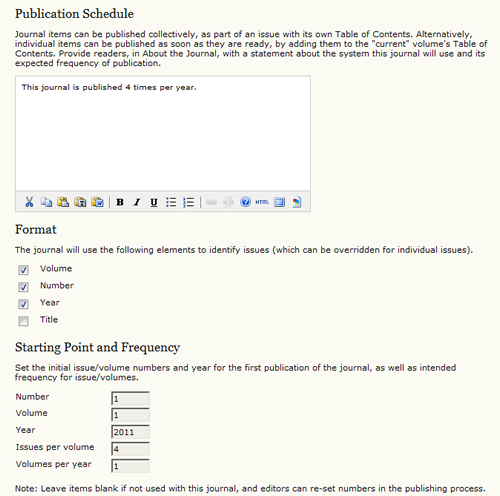 Publication Schedule
Journal items can be published collectively, as part of an issue with its own Table of Contents. Alternatively,
individual items can be published as soon as they are ready, by adding them to the "current" volume's Table of
Contents. Provide readers, in About the Journal, with a statement about the system this journal will use and its
expected frequency of publication.
This journal is published 4 times per year.
B I U HTML
Format
The journal will use the following elements to identify issues (which can be overridden for individual issues).
Volume
Number
Year
Title
Starting Point and Frequency
Set the initial issue/volume numbers and year for the first publication of the journal, as well as intended
frequency for issue/volumes.
Number 1
Volume 1
Year 2011
Issues per volume 4
Volumes per year 1
Note: Leave items blank if not used with this journal, and editors can re-set numbers in the publishing process.